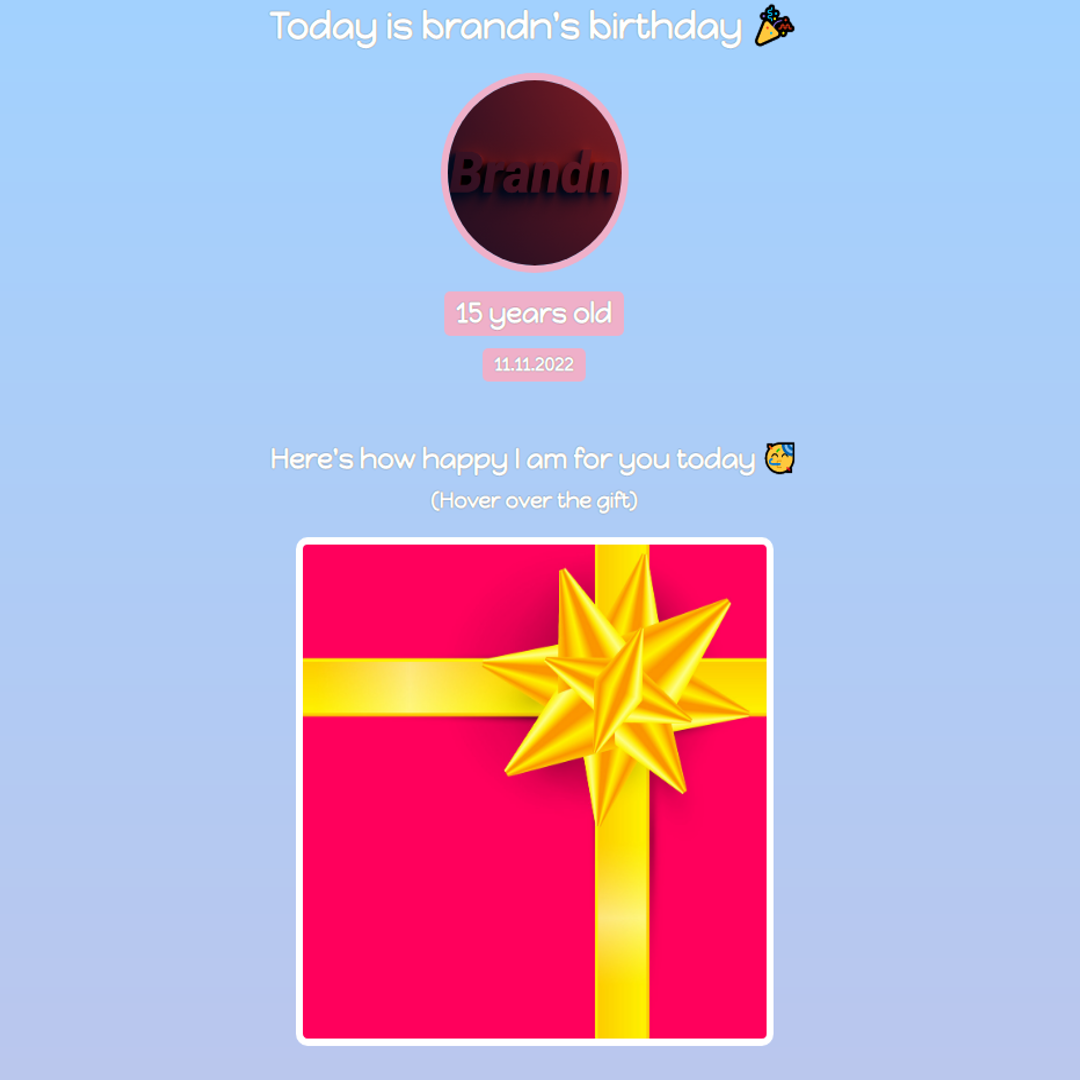 Today is brandn's birthday 🎉
Brandn
15 years old
11.11.2022
Here's how happy I am for you today 🥳
(Hover over the gift)